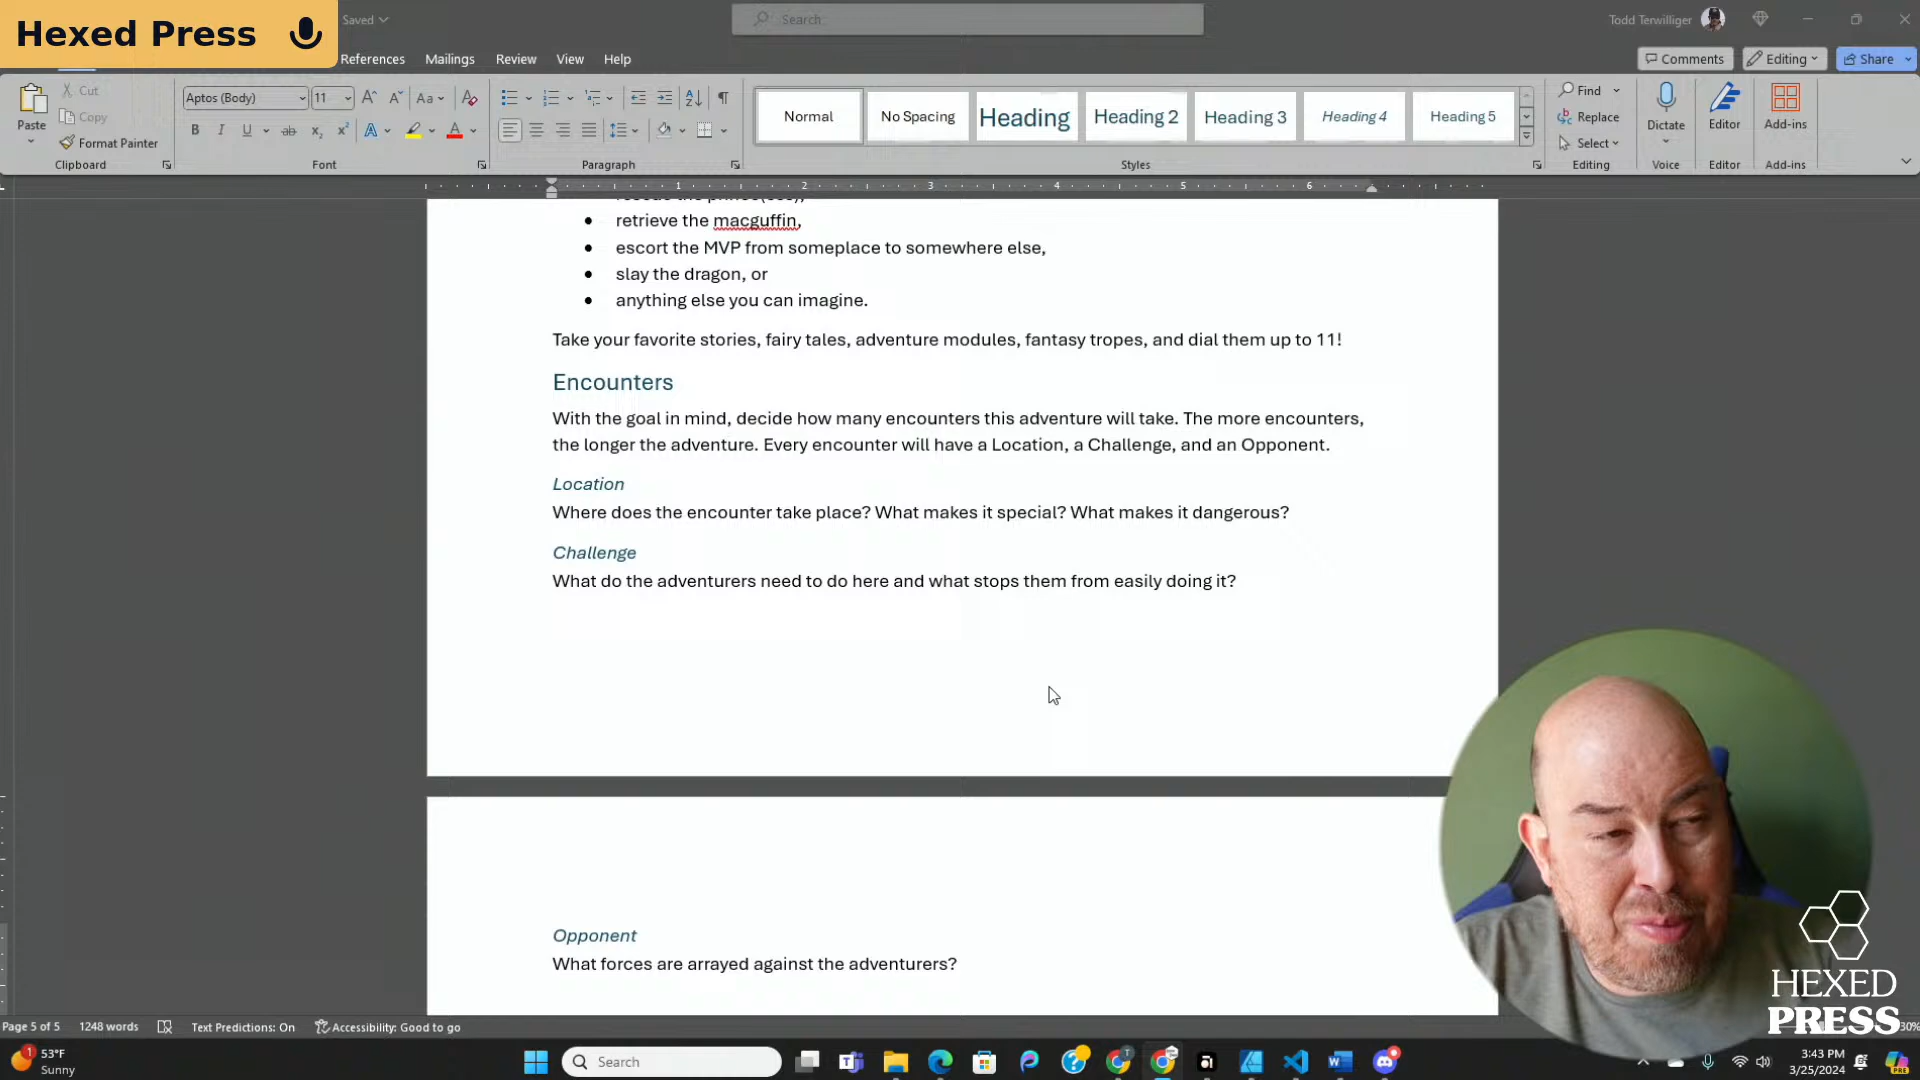 Hexed Press
Saved
Search
Todd Terwilliger
References
Mailings
Review
View
Help
Comments
Editing
Share
Paste
Cut
Copy
Format Painter
Clipboard
Aptos (Body)
11
Font
Paragraph
Normal
No Spacing
Heading
Heading 2
Heading 3
Heading 4
Heading 5
Styles
Find
Replace
Select
Editing
Dictate
Voice
Editor
Editor
Add-ins
Add-ins
1 2 3 4 5 6
retrieve the macguffin,
escort the MVP from someplace to somewhere else,
slay the dragon, or
anything else you can imagine.
Take your favorite stories, fairy tales, adventure modules, fantasy tropes, and dial them up to 11!
Encounters
With the goal in mind, decide how many encounters this adventure will take. The more encounters,
the longer the adventure. Every encounter will have a Location, a Challenge, and an Opponent.
Location
Where does the encounter take place? What makes it special? What makes it dangerous?
Challenge
What do the adventurers need to do here and what stops them from easily doing it?
Opponent
What forces are arrayed against the adventurers?
HEXED
PRESS
Page 5 of 5
1248 words
Text Predictions: On
Accessibility: Good to go
53°F
Sunny
Search
3:43 PM
3/25/2024